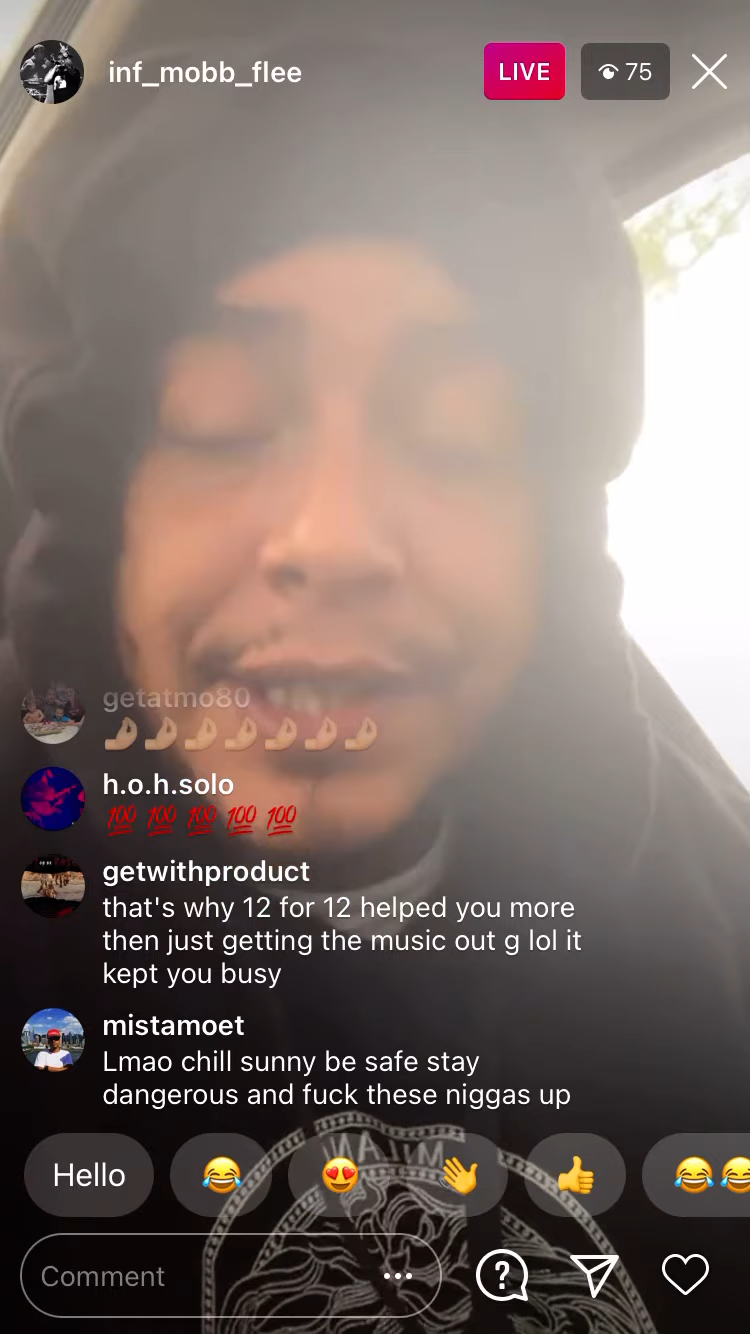 inf_mobb_flee
LIVE
75
getatmo80
h.o.h.solo
💯 💯 💯 💯 💯
getwithproduct
that's why 12 for 12 helped you more
then just getting the music out g lol it
kept you busy
mistamoet
Lmao chill sunny be safe stay
dangerous and fuck these niggas up
Hello
Comment